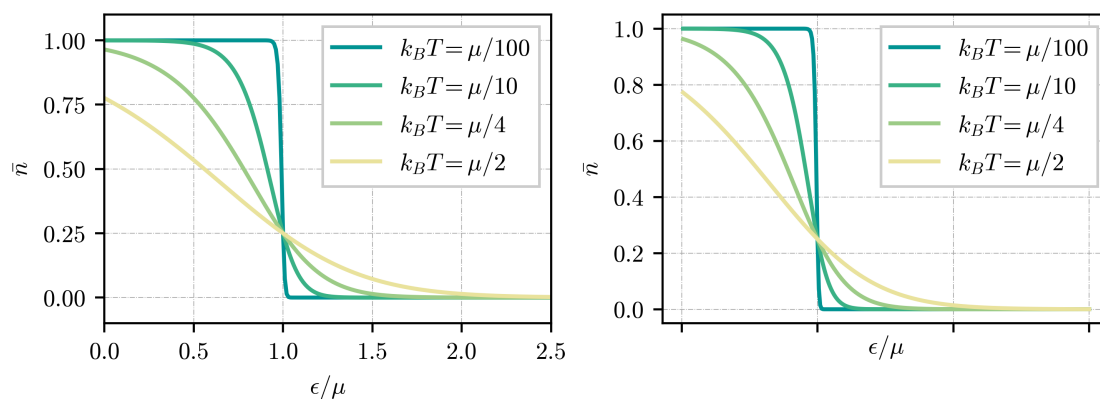 1.00
0.75
0.50
0.25
0.00
n̄
0.0 0.5 1.0 1.5 2.0 2.5
ϵ/μ
k_BT = μ/100
k_BT = μ/10
k_BT = μ/4
k_BT = μ/2
1.0
0.8
0.6
0.4
0.2
0.0
n̄
ϵ/μ
k_BT = μ/100
k_BT = μ/10
k_BT = μ/4
k_BT = μ/2